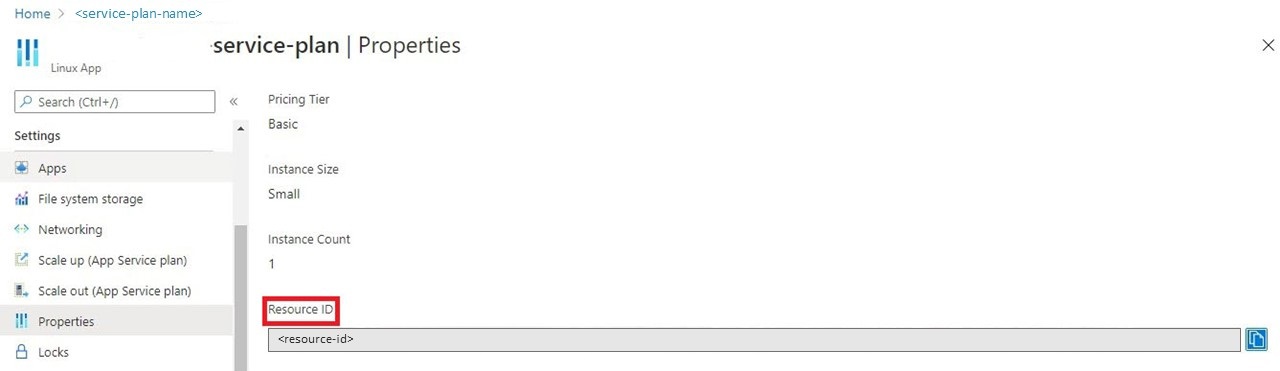 Home > <service-plan-name>
-service-plan | Properties
Linux App
Search (Ctrl+/)
«
Settings
Apps
File system storage
Networking
Scale up (App Service plan)
Scale out (App Service plan)
Properties
Locks
Pricing Tier
Basic
Instance Size
Small
Instance Count
1
Resource ID
<resource-id>